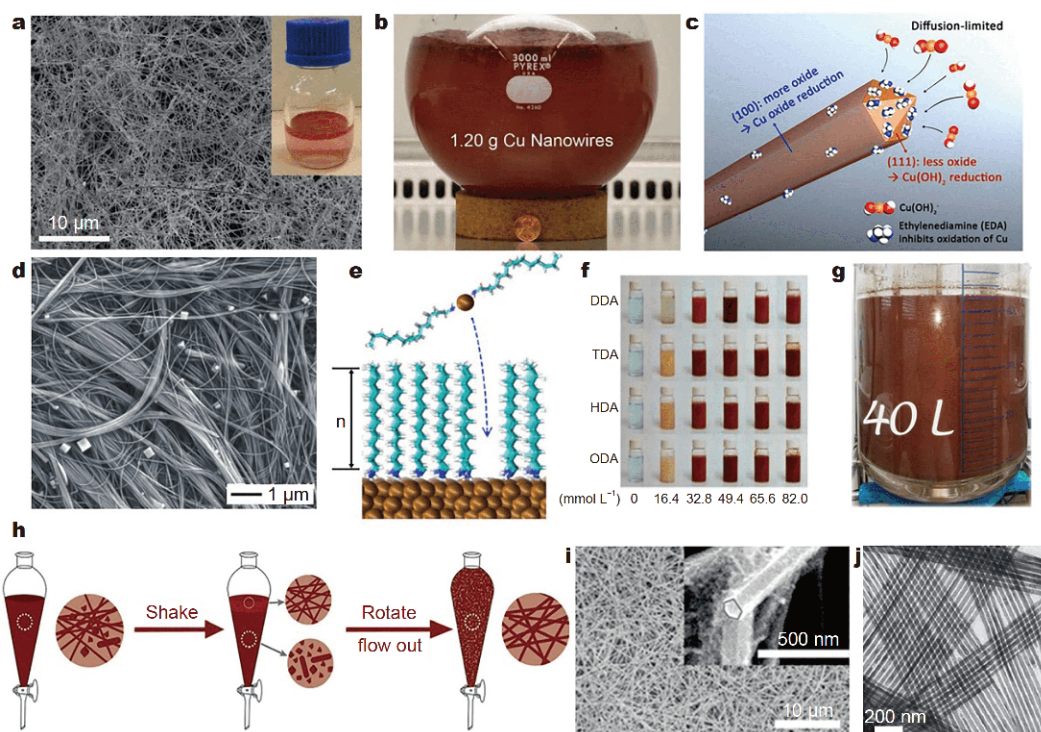 a
10 μm
b
3000 ml
PYREX®
U.S.A.
No. 4260
1.20 g Cu Nanowires
c
Diffusion-limited
(100): more oxide
→ Cu oxide reduction
(111): less oxide
→ Cu(OH)₂⁻ reduction
Cu(OH)₂⁻
Ethylenediamine (EDA)
inhibits oxidation of Cu
d
1 μm
e
n
f
DDA
TDA
HDA
ODA
(mmol L⁻¹) 0 16.4 32.8 49.4 65.6 82.0
g
40 L
h
Shake
Rotate
flow out
i
500 nm
10 μm
j
200 nm